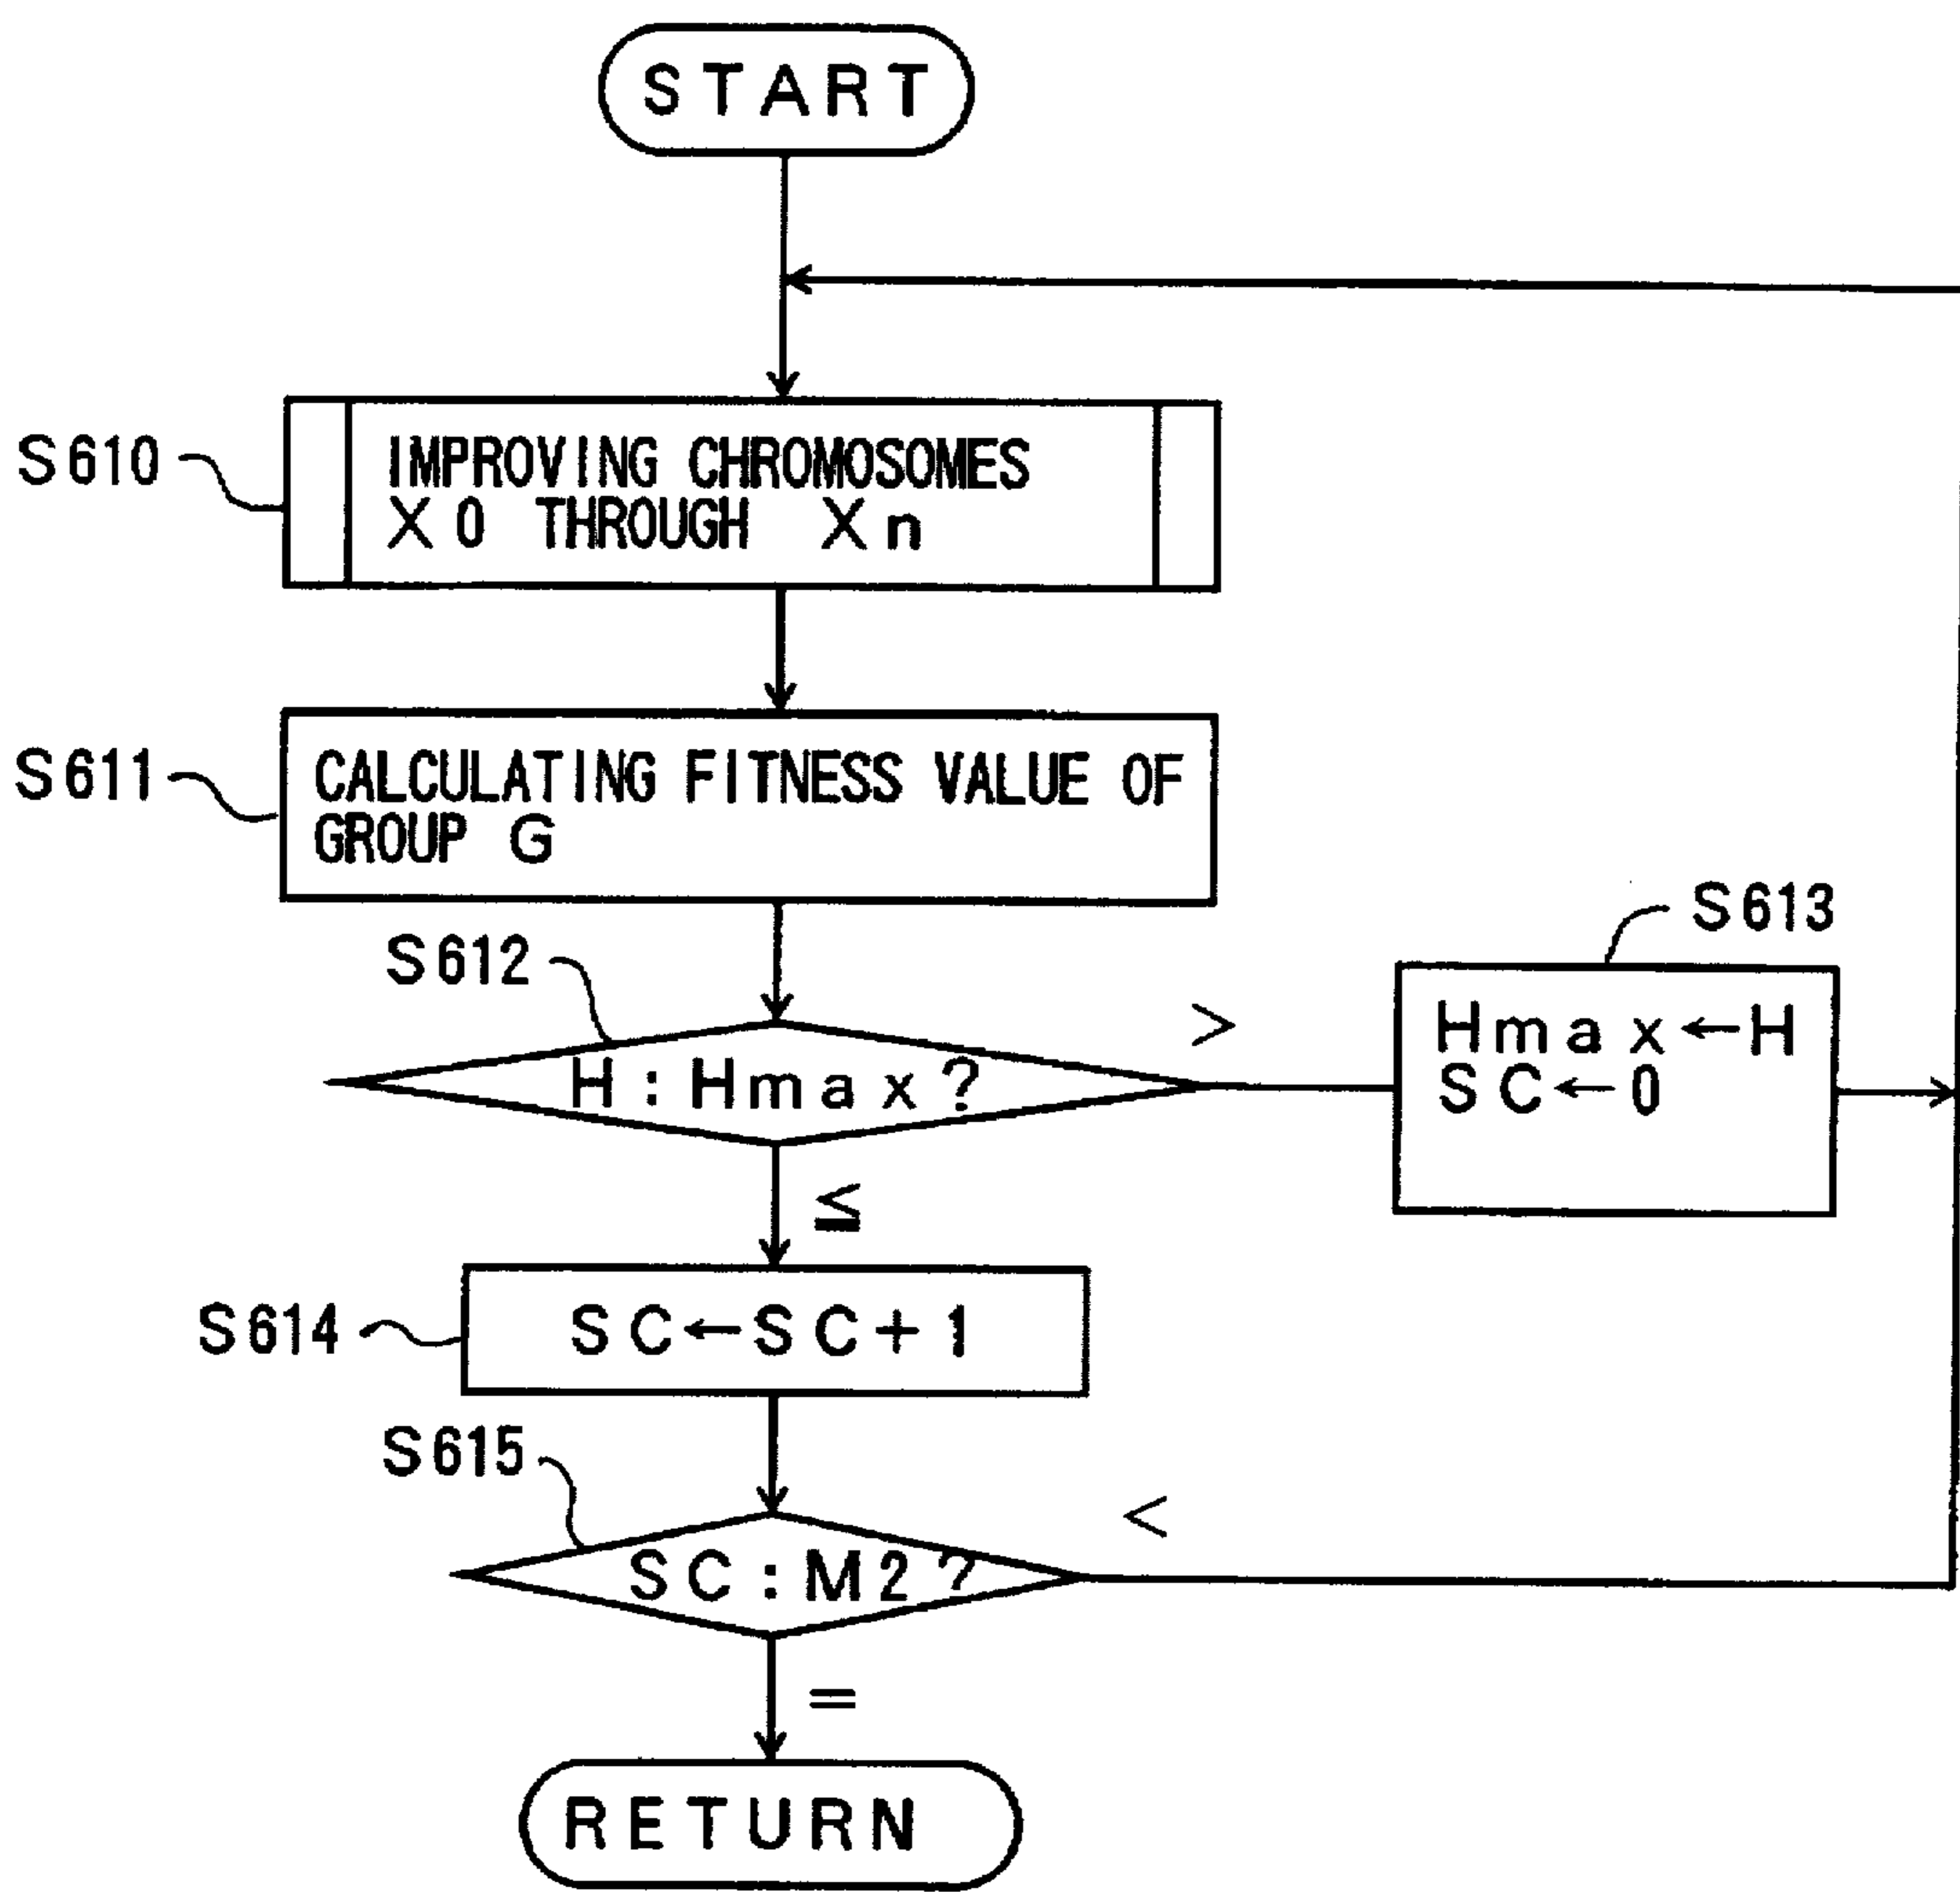 START
S610
IMPROVING CHROMOSOMES
X0 THROUGH Xn
S611
CALCULATING FITNESS VALUE OF
GROUP G
S612
H:Hmax?
>
S613
Hmax←H
SC←0
≦
S614
SC←SC+1
S615
SC:M2?
<
=
RETURN